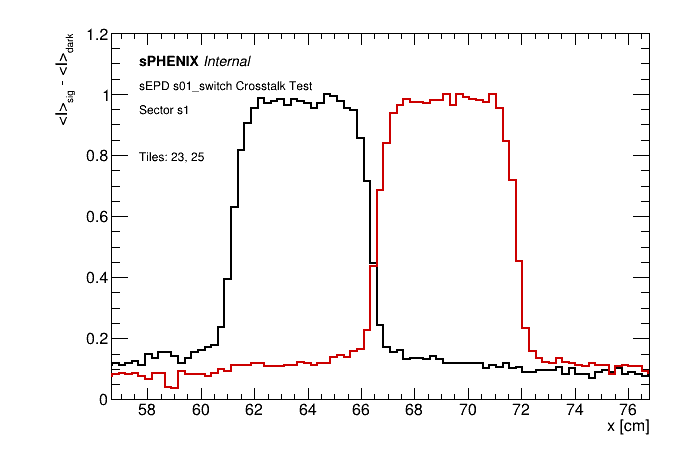 sPHENIX Internal
sEPD s01_switch Crosstalk Test
Sector s1
Tiles: 23, 25
<I>sig - <I>dark
1.2
1
0.8
0.6
0.4
0.2
0
58 60 62 64 66 68 70 72 74 76
x [cm]